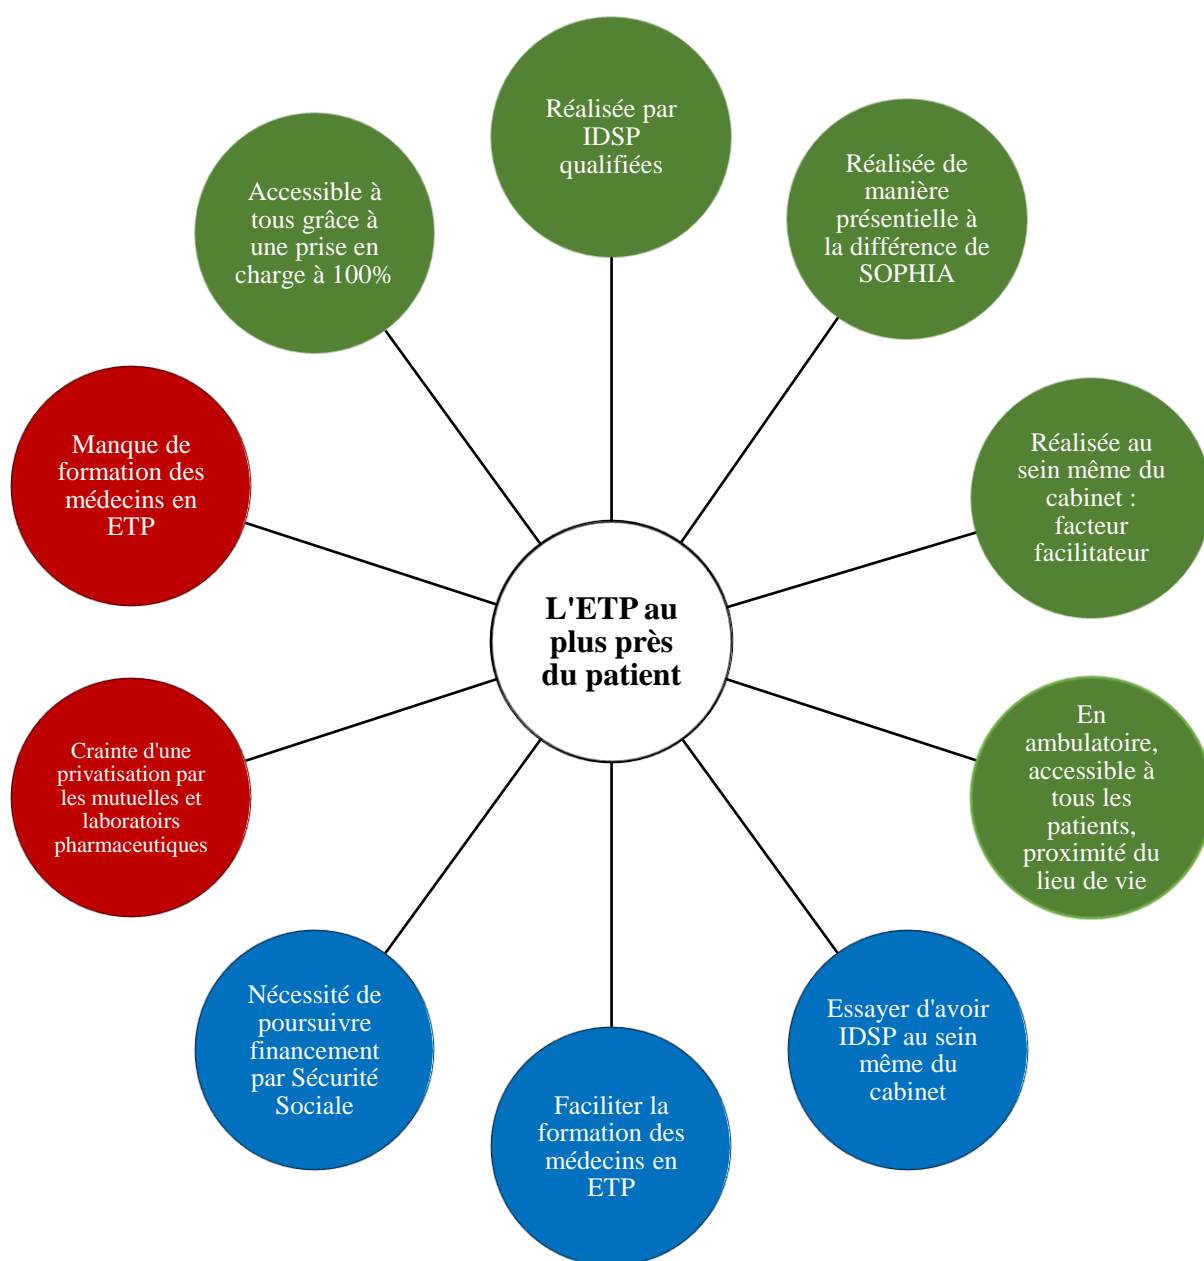 Réalisée par
IDSP
qualifiées
Réalisée de
manière
présentielle à
la différence de
SOPHIA
Réalisée au
sein même du
cabinet :
facteur
facilitateur
En
ambulatoire,
accessible à
tous les
patients,
proximité du
lieu de vie
Essayer d'avoir
IDSP au sein
même du
cabinet
Faciliter la
formation des
médecins en
ETP
Nécessité de
poursuivre
financement
par Sécurité
Sociale
Crainte d'une
privatisation par
les mutuelles et
laboratoirs
pharmaceutiques
Manque de
formation des
médecins en
ETP
Accessible à
tous grâce à
une prise en
charge à 100%
L'ETP au
plus près
du patient